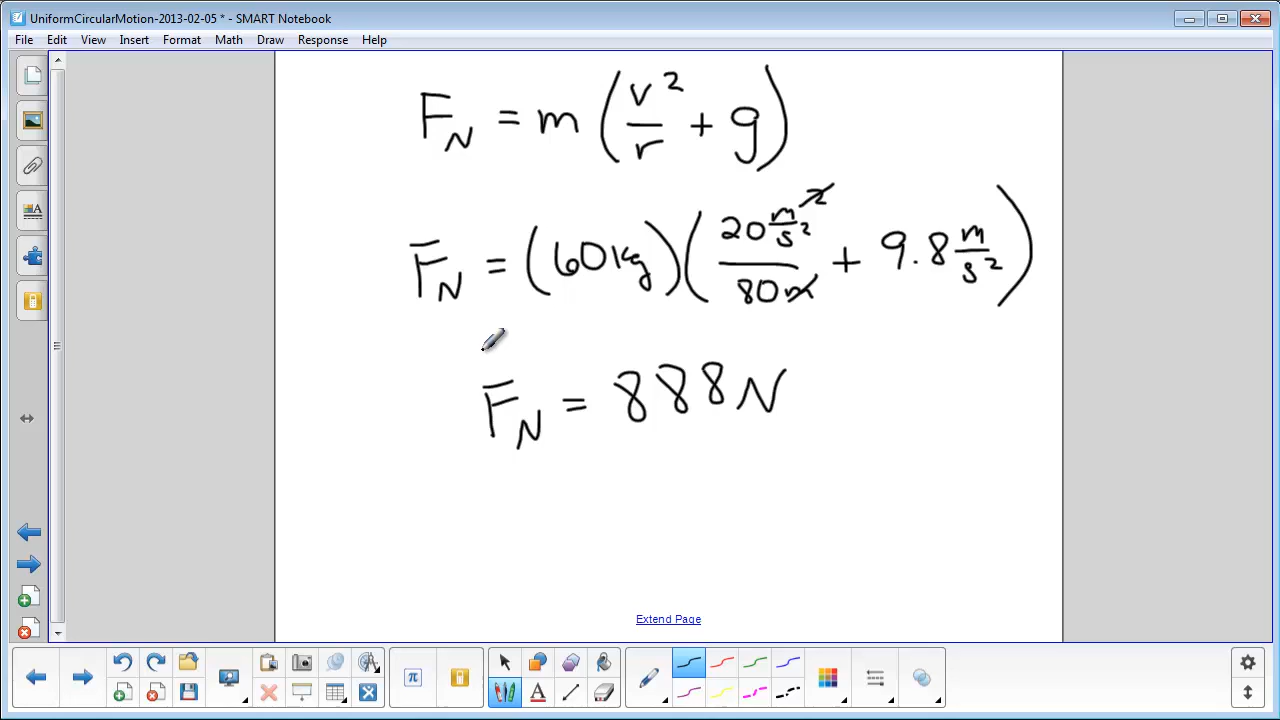 UniformCircularMotion-2013-02-05 * - SMART Notebook
File Edit View Insert Format Math Draw Response Help
F_N = m (v²/r + g)
F_N = (60kg)(20 m/s² ²/80m + 9.8 m/s²)
F_N = 888N
Extend Page
π
A